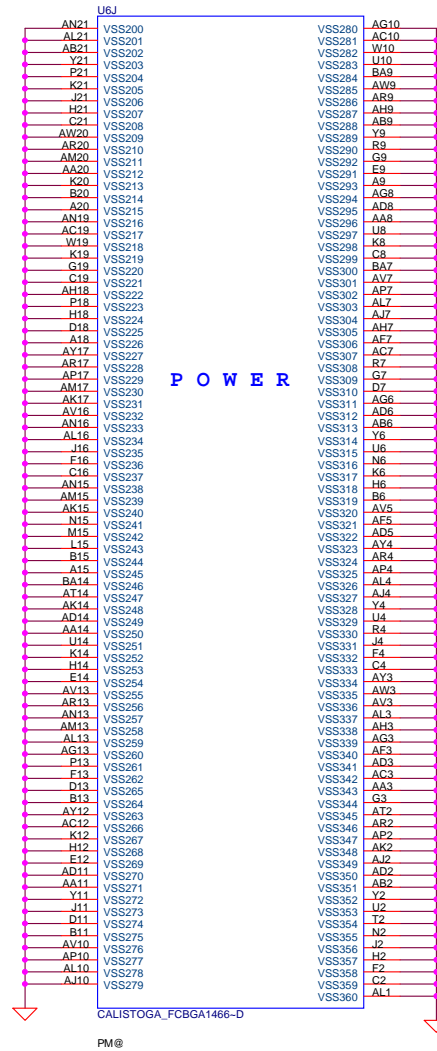 U6J
AN21 VSS200 VSS280 AG10
AL21 VSS201 VSS281 AC10
AB21 VSS202 VSS282 W10
Y21 VSS203 VSS283 U10
P21 VSS204 VSS284 BA9
K21 VSS205 VSS285 AW9
J21 VSS206 VSS286 AR9
H21 VSS207 VSS287 AH9
C21 VSS208 VSS288 AB9
AW20 VSS209 VSS289 Y9
AR20 VSS210 VSS290 R9
AM20 VSS211 VSS292 G9
AA20 VSS212 VSS291 E9
K20 VSS213 VSS293 A9
B20 VSS214 VSS294 AG8
A20 VSS215 VSS295 AD8
AN19 VSS216 VSS296 AA8
AC19 VSS217 VSS297 U8
W19 VSS218 VSS298 K8
K19 VSS219 VSS299 C8
G19 VSS220 VSS300 BA7
C19 VSS221 VSS301 AV7
AH18 VSS222 VSS302 AP7
P18 VSS223 VSS303 AL7
H18 VSS224 VSS304 AJ7
D18 VSS225 VSS305 AH7
A18 VSS226 VSS306 AF7
AY17 VSS227 VSS307 AC7
AR17 VSS228 VSS308 R7
AP17 VSS229 POWER VSS309 G7
AM17 VSS230 VSS310 D7
AK17 VSS231 VSS311 AG6
AV16 VSS232 VSS312 AD6
AN16 VSS233 VSS313 AB6
AL16 VSS234 VSS314 Y6
J16 VSS235 VSS315 U6
F16 VSS236 VSS316 N6
C16 VSS237 VSS317 K6
AN15 VSS238 VSS318 H6
AM15 VSS239 VSS319 B6
AK15 VSS240 VSS320 AV5
N15 VSS241 VSS321 AF5
M15 VSS242 VSS322 AD5
L15 VSS243 VSS323 AY4
B15 VSS244 VSS324 AR4
A15 VSS245 VSS325 AP4
BA14 VSS246 VSS326 AL4
AT14 VSS247 VSS327 AJ4
AK14 VSS248 VSS328 Y4
AD14 VSS249 VSS329 U4
AA14 VSS250 VSS330 R4
U14 VSS251 VSS331 J4
K14 VSS252 VSS332 F4
H14 VSS253 VSS333 C4
E14 VSS254 VSS334 AY3
AV13 VSS255 VSS335 AW3
AR13 VSS256 VSS336 AV3
AN13 VSS257 VSS337 AL3
AM13 VSS258 VSS338 AH3
AL13 VSS259 VSS339 AG3
AG13 VSS260 VSS340 AF3
P13 VSS261 VSS341 AD3
F13 VSS262 VSS342 AC3
D13 VSS265 VSS343 AA3
B13 VSS264 VSS344 G3
AY12 VSS263 VSS345 AT2
AC12 VSS266 VSS346 AR2
K12 VSS267 VSS347 AP2
H12 VSS268 VSS348 AK2
E12 VSS269 VSS349 AJ2
AD11 VSS270 VSS350 AD2
AA11 VSS271 VSS351 AB2
Y11 VSS272 VSS352 Y2
J11 VSS273 VSS353 U2
D11 VSS274 VSS354 T2
B11 VSS275 VSS355 N2
AV10 VSS276 VSS356 J2
AP10 VSS277 VSS357 H2
AL10 VSS278 VSS358 F2
AJ10 VSS279 VSS359 C2
VSS360 AL1
CALISTOGA_FCBGA1466~D
PM@